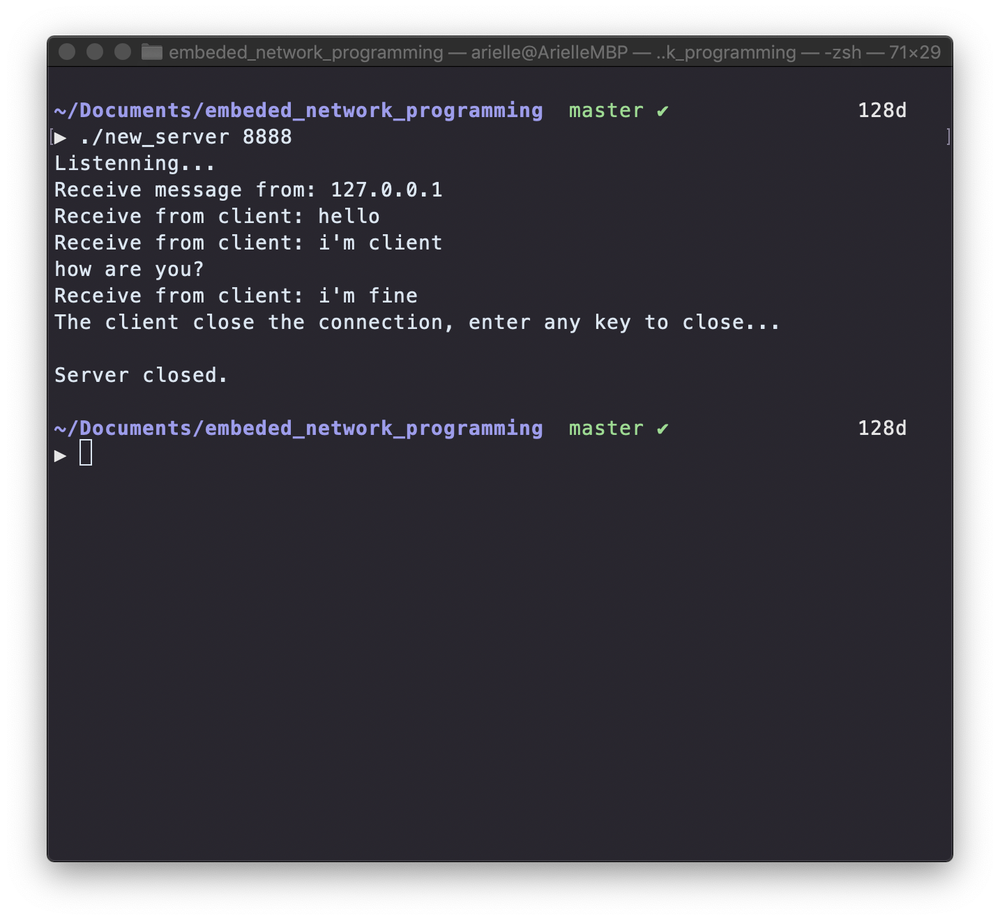 embeded_network_programming — arielle@ArielleMBP — ..k_programming — -zsh — 71×29
~/Documents/embeded_network_programming master ✔ 128d
[▶ ./new_server 8888 ]
Listenning...
Receive message from: 127.0.0.1
Receive from client: hello
Receive from client: i'm client
how are you?
Receive from client: i'm fine
The client close the connection, enter any key to close...
Server closed.
~/Documents/embeded_network_programming master ✔ 128d
▶